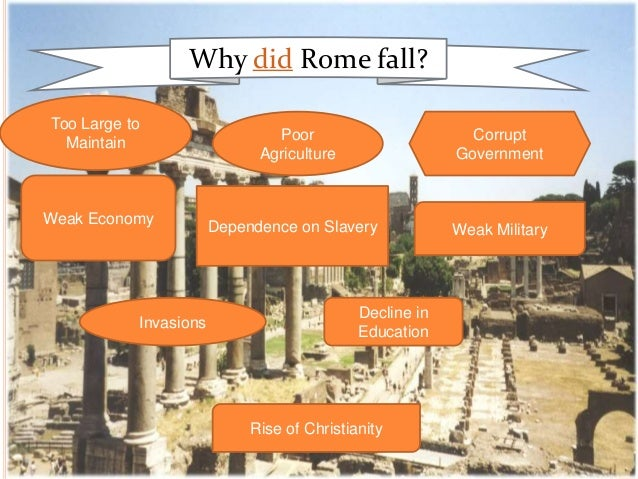 Why did Rome fall?
Too Large to
Maintain
Poor
Agriculture
Corrupt
Government
Weak Economy
Dependence on Slavery
Weak Military
Invasions
Decline in
Education
Rise of Christianity